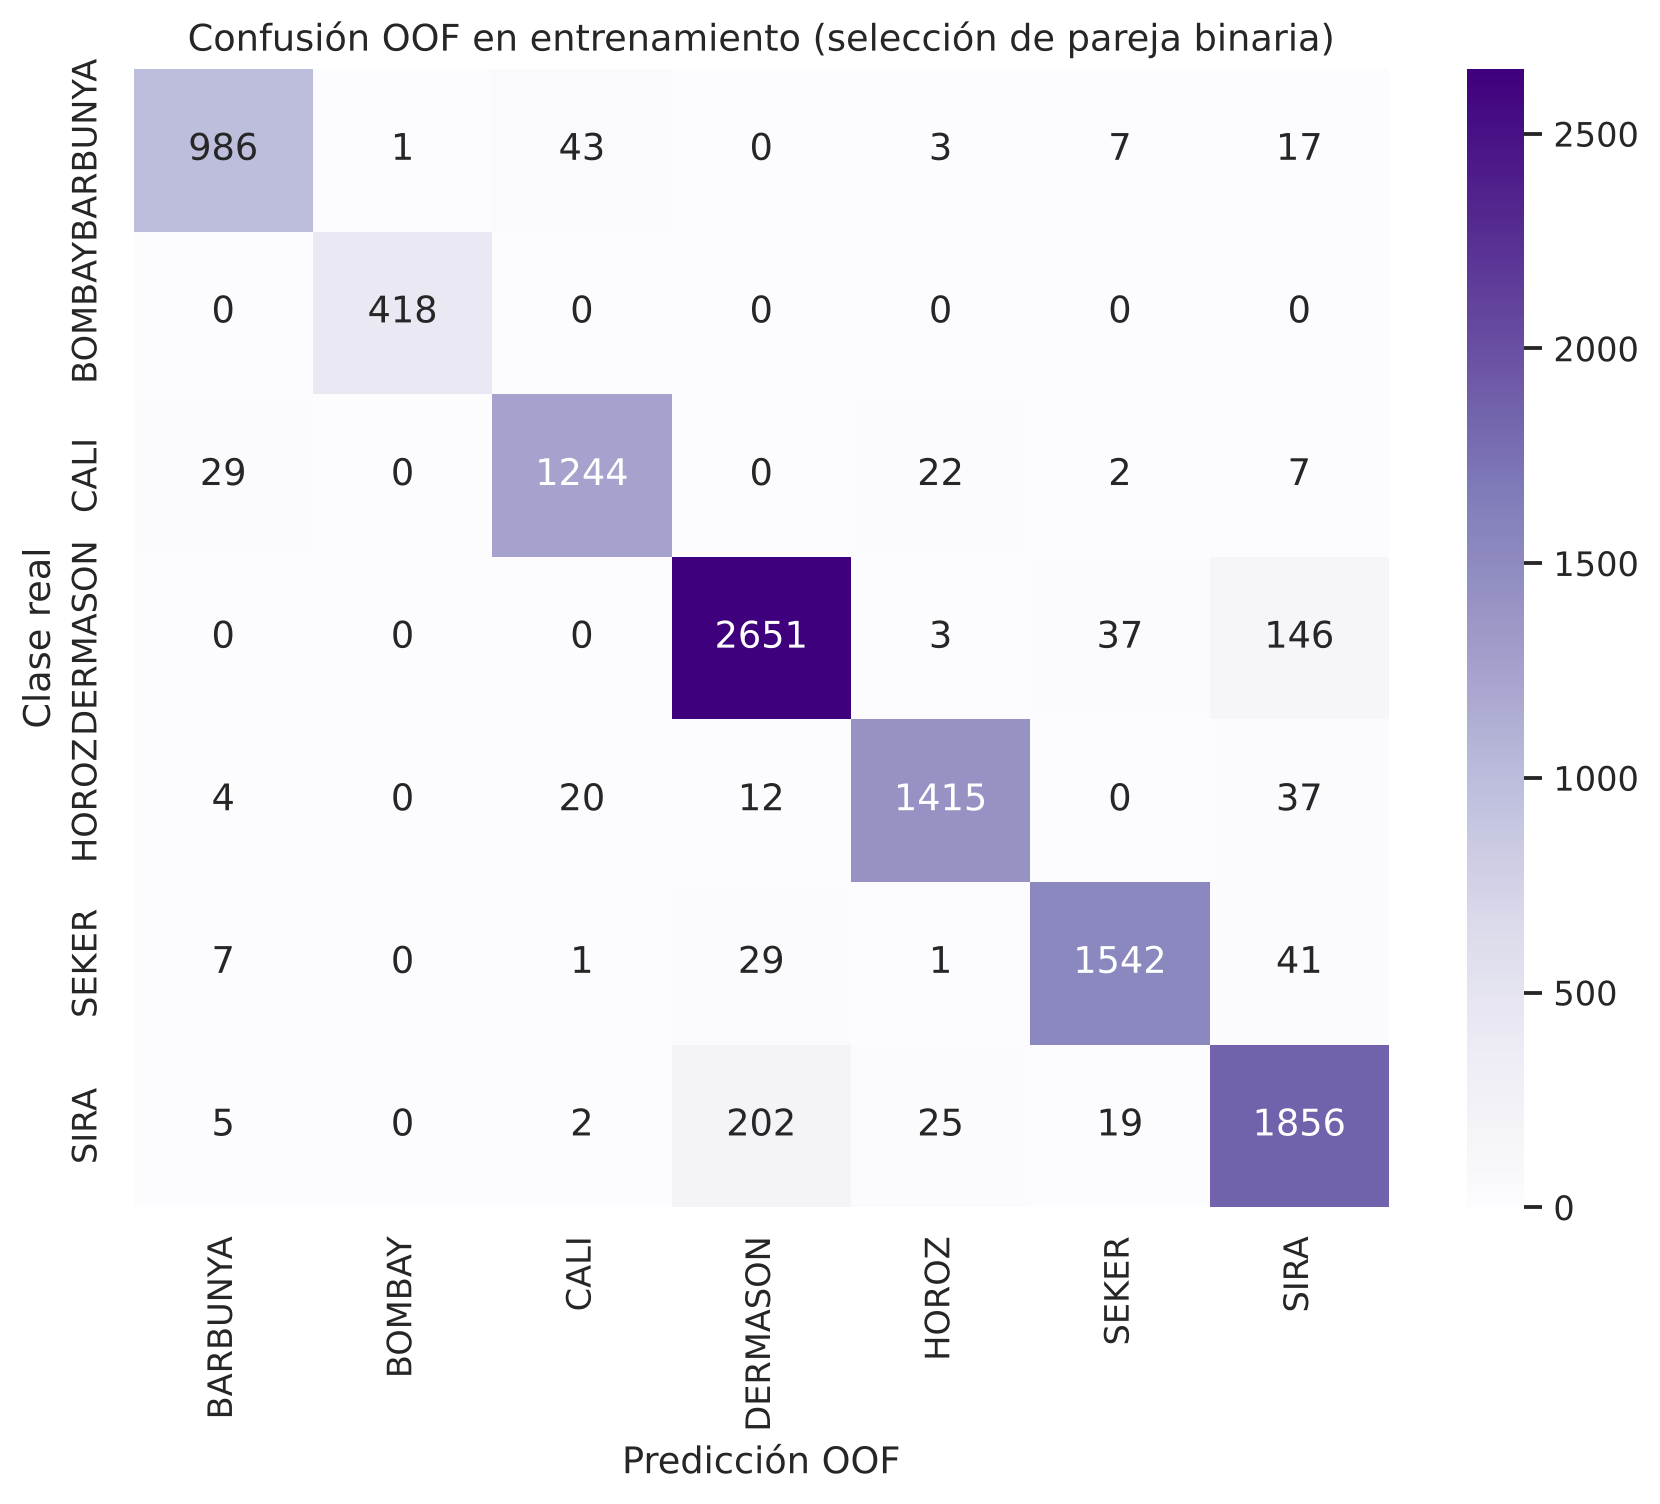 Confusión OOF en entrenamiento (selección de pareja binaria)
BARBUNYA 986 1 43 0 3 7 17
BOMBAY 0 418 0 0 0 0 0
CALI 29 0 1244 0 22 2 7
DERMASON 0 0 0 2651 3 37 146
HOROZ 4 0 20 12 1415 0 37
SEKER 7 0 1 29 1 1542 41
SIRA 5 0 2 202 25 19 1856
Clase real
BARBUNYA BOMBAY CALI DERMASON HOROZ SEKER SIRA
Predicción OOF
2500
2000
1500
1000
500
0